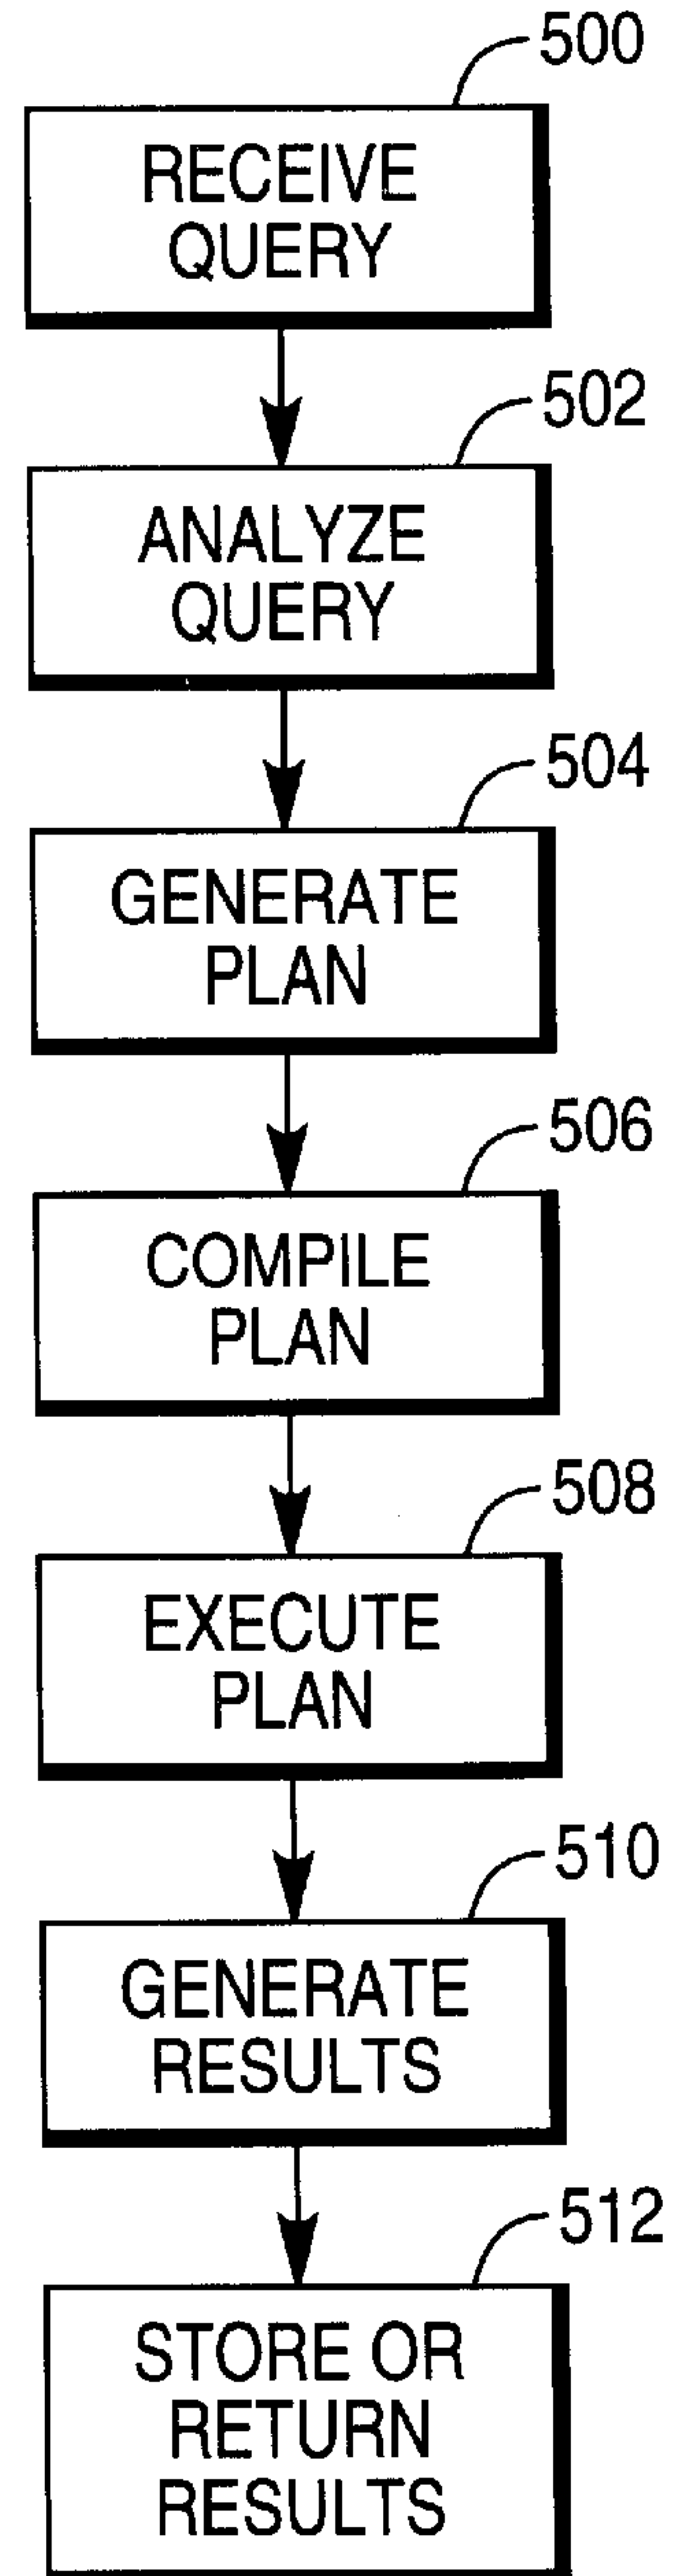 500
RECEIVE
QUERY
502
ANALYZE
QUERY
504
GENERATE
PLAN
506
COMPILE
PLAN
508
EXECUTE
PLAN
510
GENERATE
RESULTS
512
STORE OR
RETURN
RESULTS